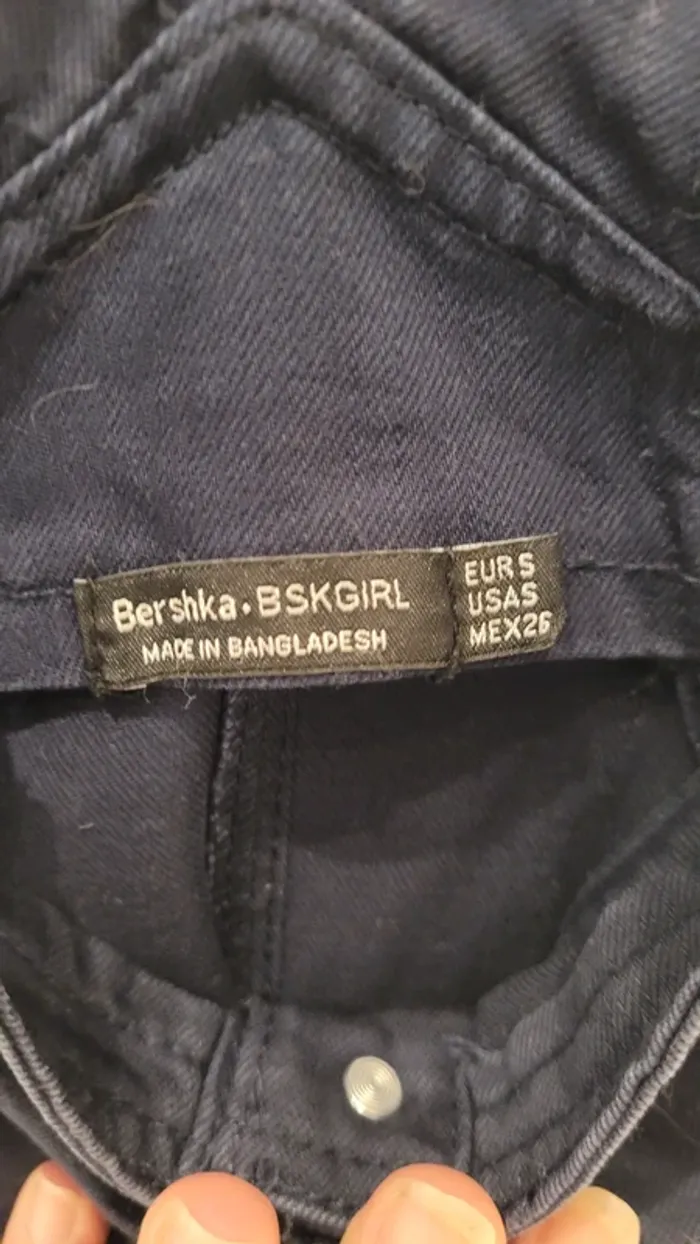 Bershka • BSKGIRL
MADE IN BANGLADESH
EUR S
USA S
MEX 26